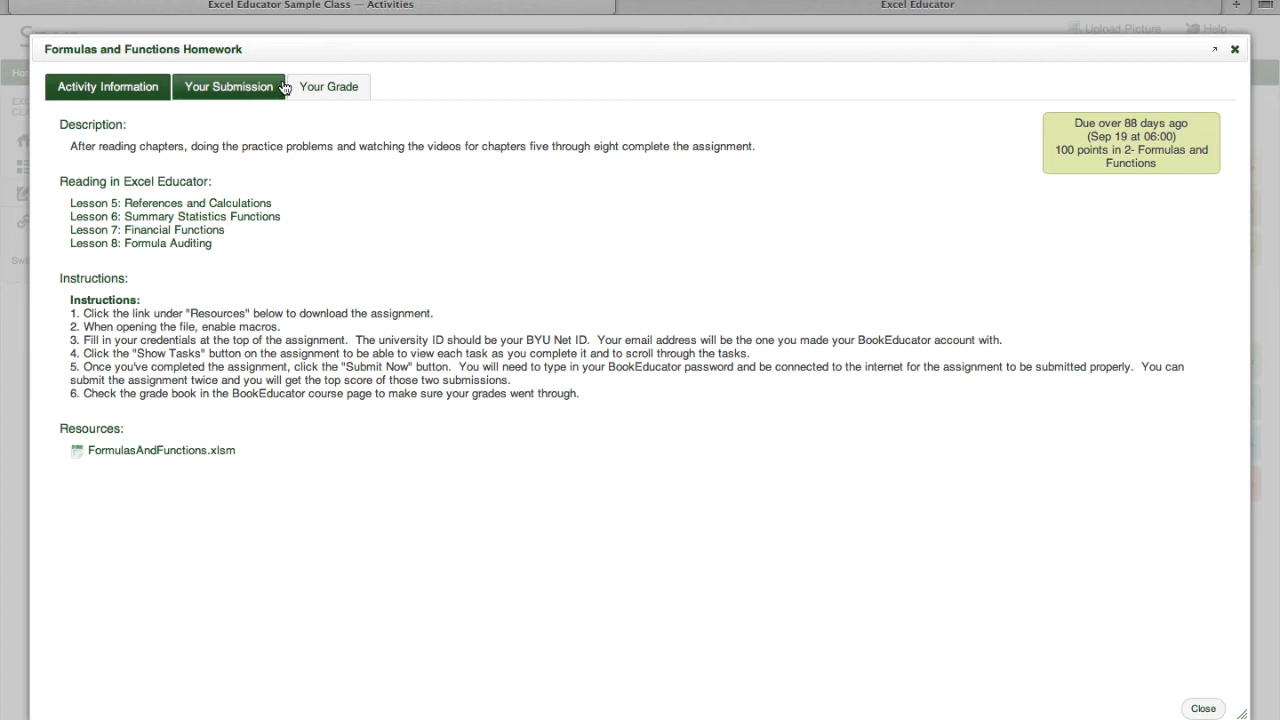 Excel Educator Sample Class — Activities
Excel Educator
Upload Picture
Help
Formulas and Functions Homework
Activity Information
Your Submission
Your Grade
Description:
Due over 88 days ago
(Sep 19 at 06:00)
100 points in 2- Formulas and
Functions
After reading chapters, doing the practice problems and watching the videos for chapters five through eight complete the assignment.
Reading in Excel Educator:
Lesson 5: References and Calculations
Lesson 6: Summary Statistics Functions
Lesson 7: Financial Functions
Lesson 8: Formula Auditing
Instructions:
Instructions:
1. Click the link under "Resources" below to download the assignment.
2. When opening the file, enable macros.
3. Fill in your credentials at the top of the assignment. The university ID should be your BYU Net ID. Your email address will be the one you made your BookEducator account with.
4. Click the "Show Tasks" button on the assignment to be able to view each task as you complete it and to scroll through the tasks.
5. Once you've completed the assignment, click the "Submit Now" button. You will need to type in your BookEducator password and be connected to the internet for the assignment to be submitted properly. You can
submit the assignment twice and you will get the top score of those two submissions.
6. Check the grade book in the BookEducator course page to make sure your grades went through.
Resources:
FormulasAndFunctions.xlsm
Close